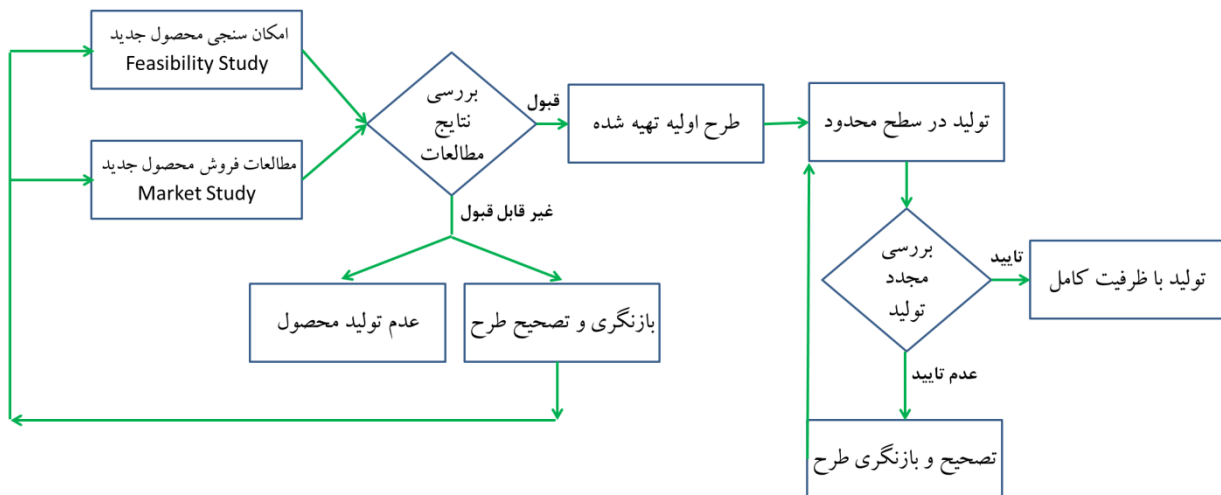 امکان سنجی محصول جدید
Feasibility Study
مطالعات فروش محصول جدید
Market Study
بررسی
نتایج
مطالعات
قبول
طرح اولیه تهیه شده
تولید در سطح محدود
غیر قابل قبول
عدم تولید محصول
بازنگری و تصحیح طرح
بررسی
مجدد
تولید
تایید
تولید با ظرفیت کامل
عدم تایید
تصحیح و بازنگری طرح